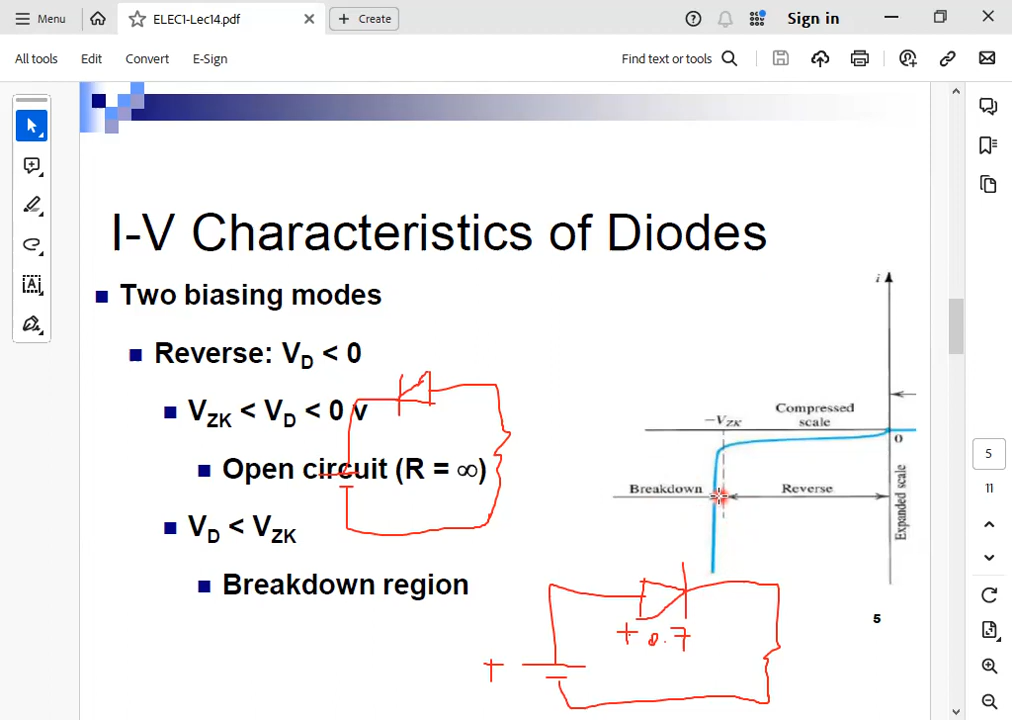 Menu
ELEC1-Lec14.pdf
Create
Sign in
All tools Edit Convert E-Sign
Find text or tools
I-V Characteristics of Diodes
Two biasing modes
Reverse: VD < 0
VZK < VD < 0 v
Open circuit (R = ∞)
VD < VZK
Breakdown region
i
Compressed
scale
−VZK
0
Breakdown
Reverse
Expanded scale
+ 0.7
+
5
5
11